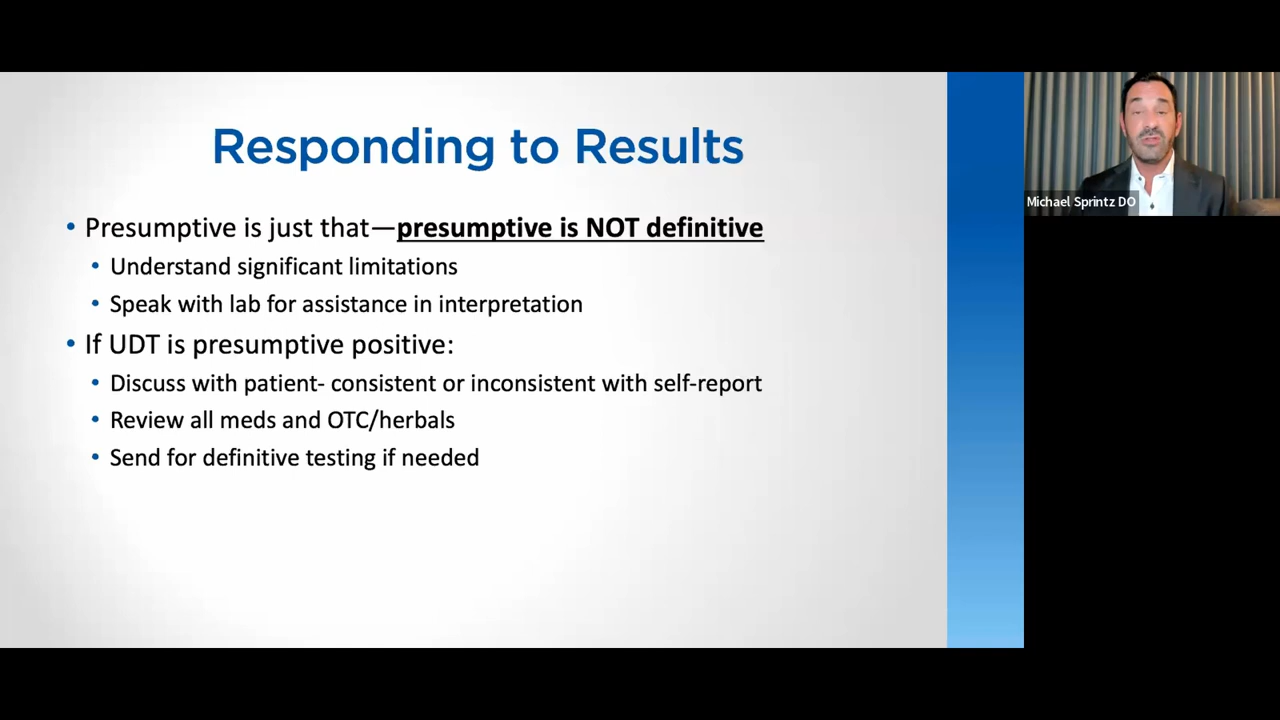 Responding to Results
• Presumptive is just that—presumptive is NOT definitive
• Understand significant limitations
• Speak with lab for assistance in interpretation
• If UDT is presumptive positive:
• Discuss with patient- consistent or inconsistent with self-report
• Review all meds and OTC/herbals
• Send for definitive testing if needed
Michael Sprintz DO